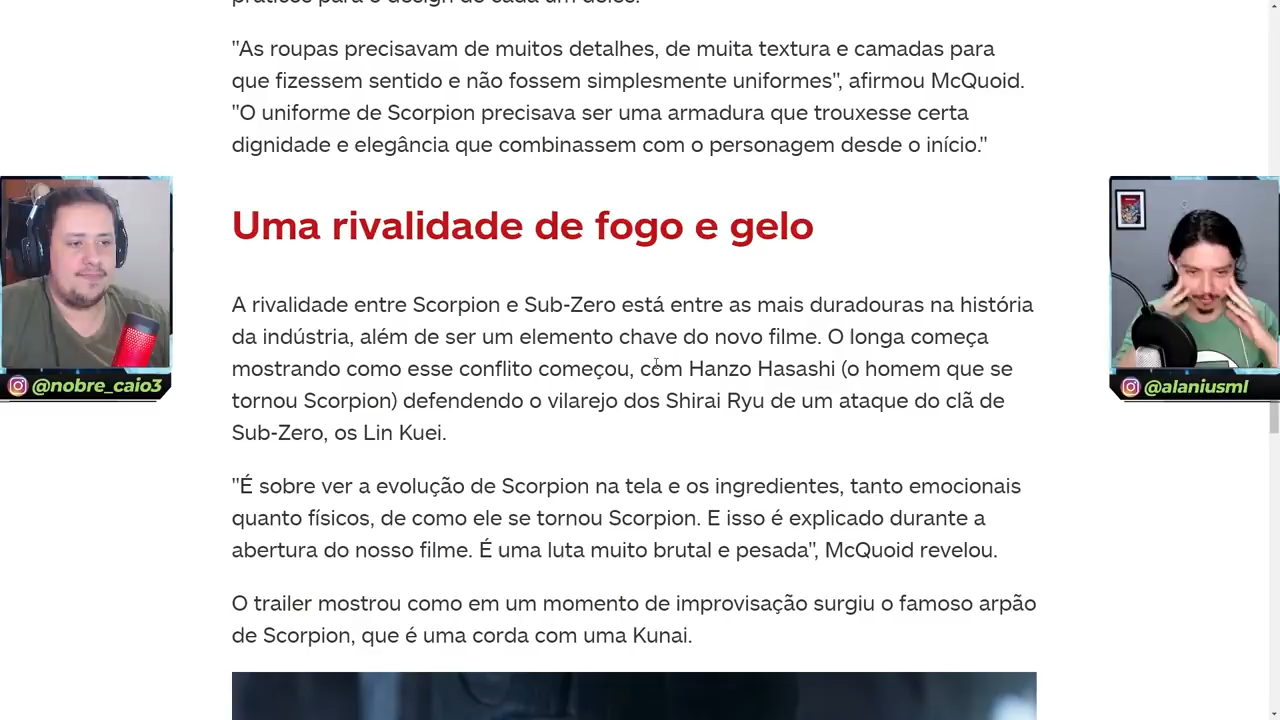 "As roupas precisavam de muitos detalhes, de muita textura e camadas para
que fizessem sentido e não fossem simplesmente uniformes", afirmou McQuoid.
"O uniforme de Scorpion precisava ser uma armadura que trouxesse certa
dignidade e elegância que combinassem com o personagem desde o início."
Uma rivalidade de fogo e gelo
A rivalidade entre Scorpion e Sub-Zero está entre as mais duradouras na história
da indústria, além de ser um elemento chave do novo filme. O longa começa
mostrando como esse conflito começou, com Hanzo Hasashi (o homem que se
tornou Scorpion) defendendo o vilarejo dos Shirai Ryu de um ataque do clã de
Sub-Zero, os Lin Kuei.
"É sobre ver a evolução de Scorpion na tela e os ingredientes, tanto emocionais
quanto físicos, de como ele se tornou Scorpion. E isso é explicado durante a
abertura do nosso filme. É uma luta muito brutal e pesada", McQuoid revelou.
O trailer mostrou como em um momento de improvisação surgiu o famoso arpão
de Scorpion, que é uma corda com uma Kunai.
@nobre_caio3
@alaniusml